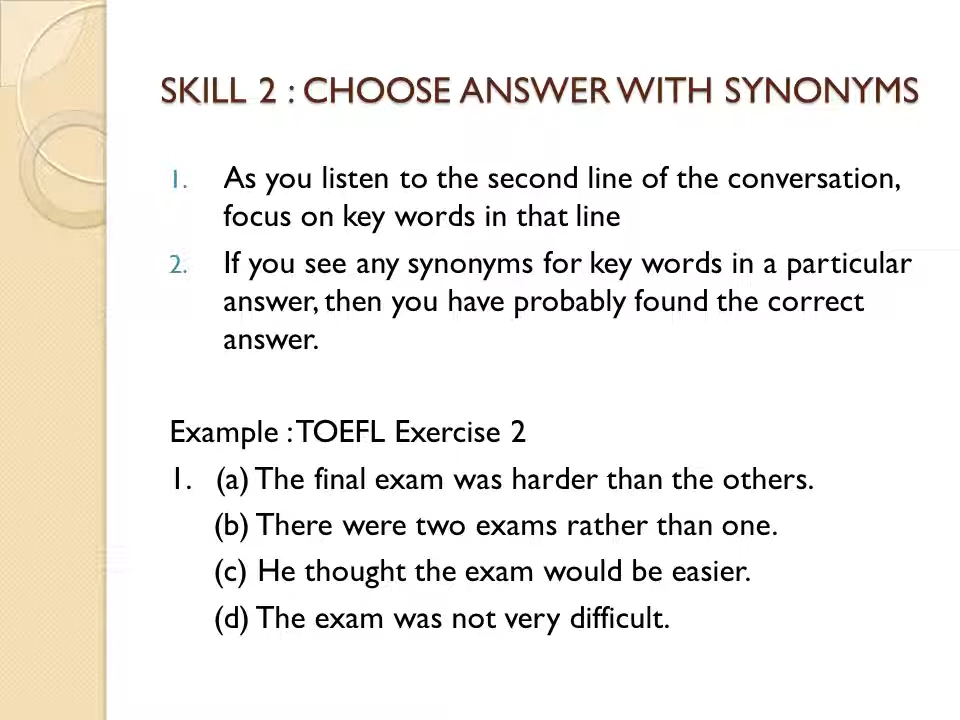 SKILL 2 : CHOOSE ANSWER WITH SYNONYMS
1. As you listen to the second line of the conversation,
focus on key words in that line
2. If you see any synonyms for key words in a particular
answer, then you have probably found the correct
answer.
Example : TOEFL Exercise 2
1. (a) The final exam was harder than the others.
(b) There were two exams rather than one.
(c) He thought the exam would be easier.
(d) The exam was not very difficult.